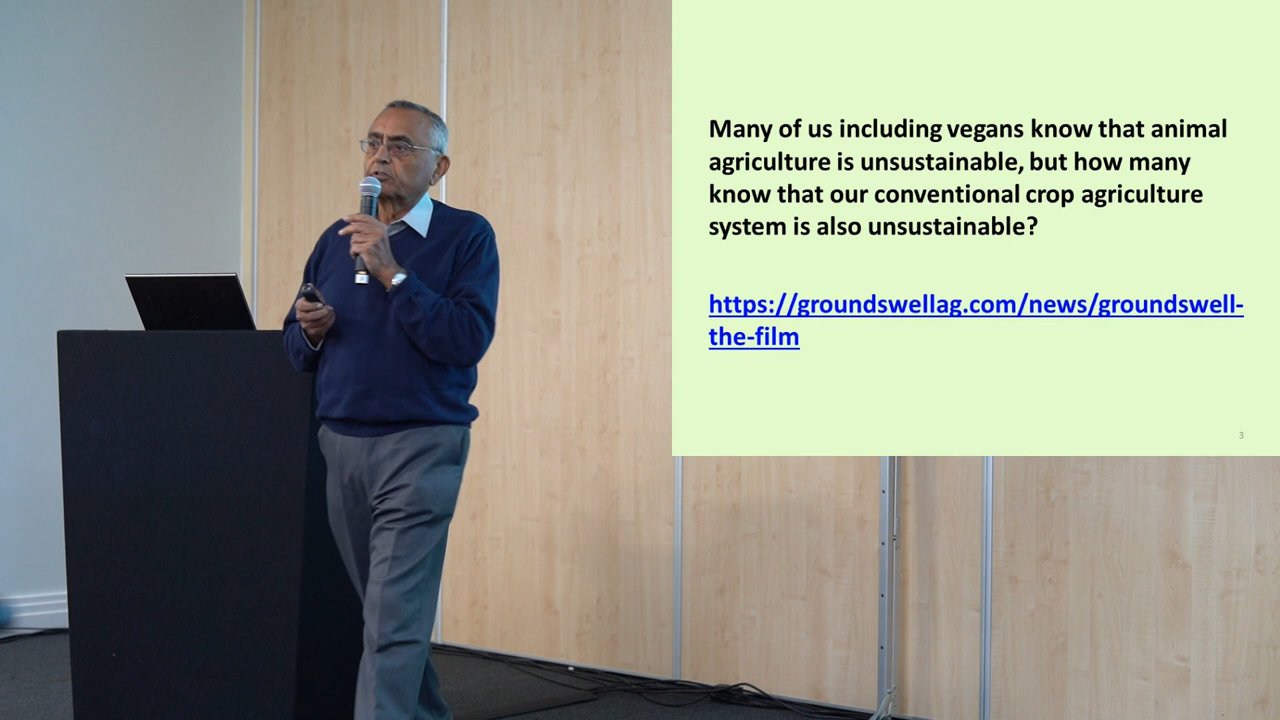 Many of us including vegans know that animal
agriculture is unsustainable, but how many
know that our conventional crop agriculture
system is also unsustainable?
https://groundswellag.com/news/groundswell-
the-film
3